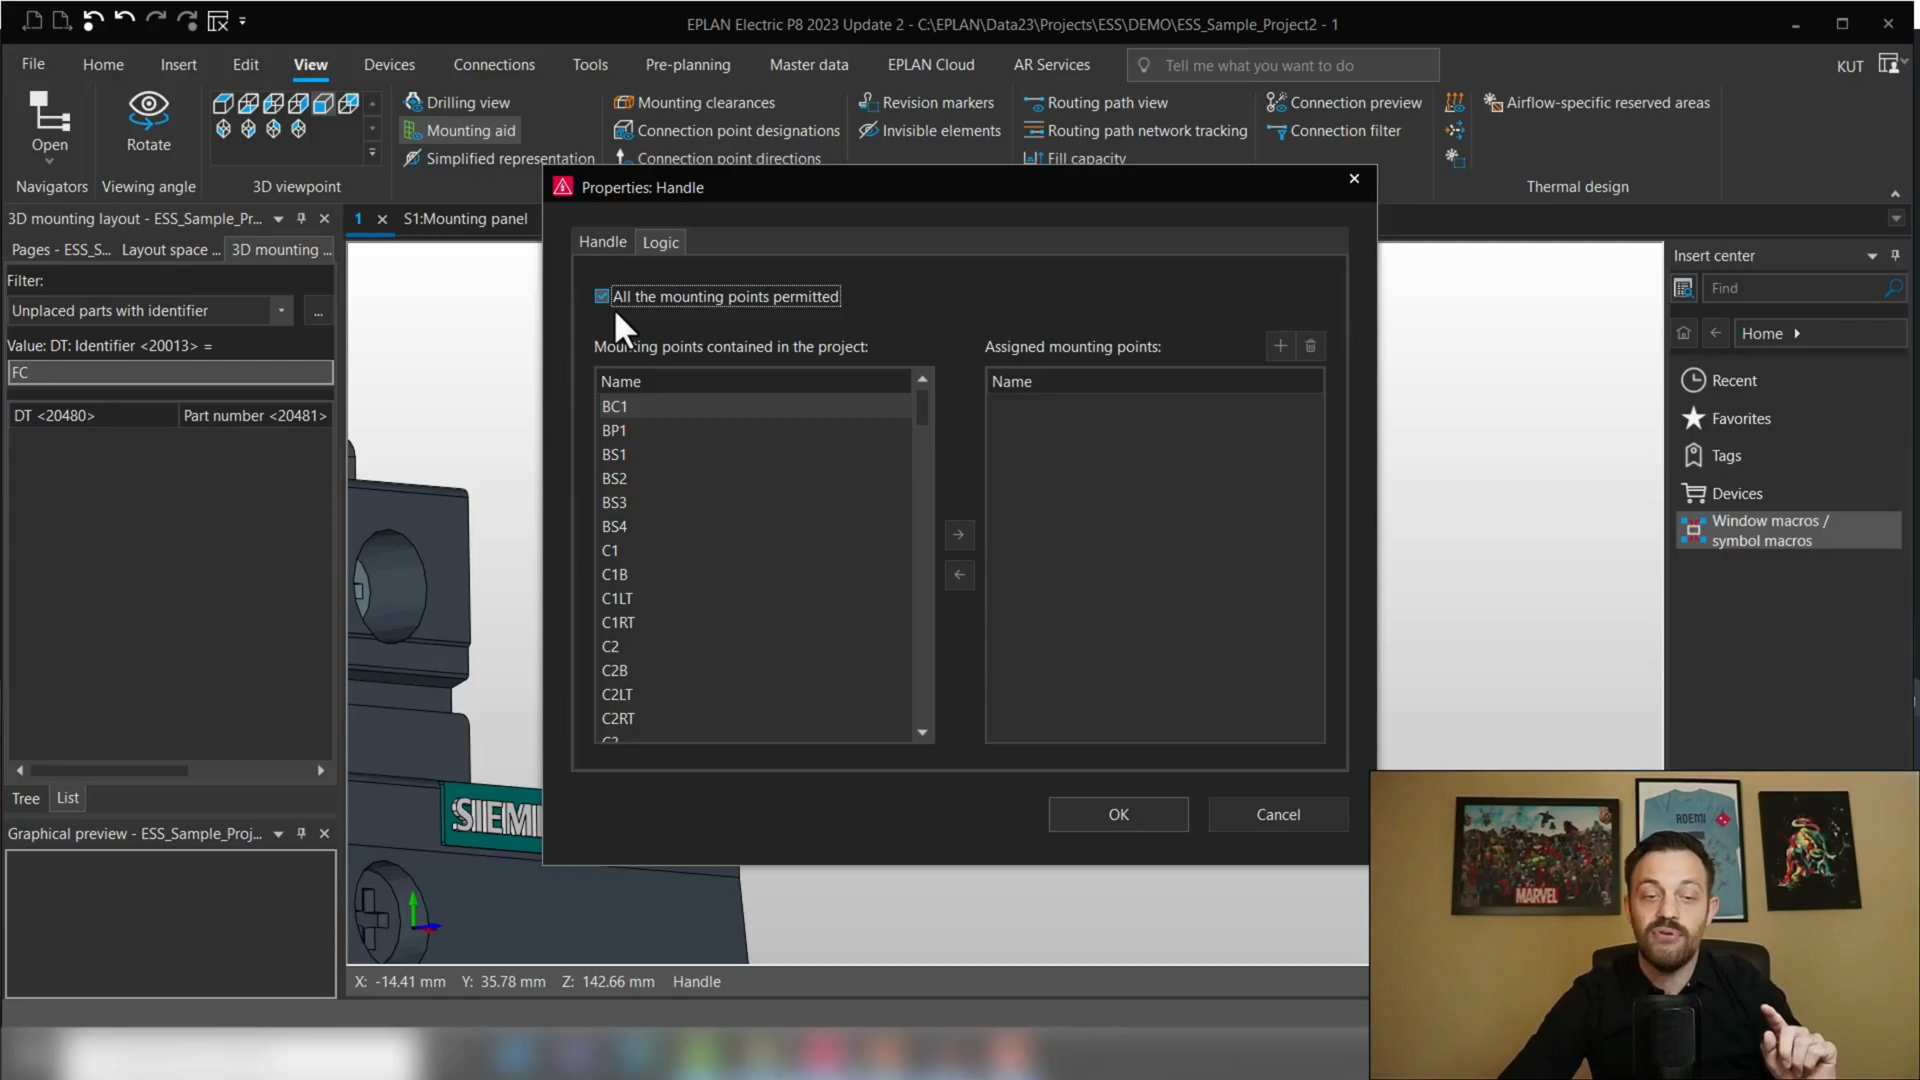 EPLAN Electric P8 2023 Update 2 - C:\EPLAN\Data23\Projects\ESS\DEMO\ESS_Sample_Project2 - 1
File
Home
Insert
Edit
View
Devices
Connections
Tools
Pre-planning
Master data
EPLAN Cloud
AR Services
Tell me what you want to do
KUT
Open
Rotate
Drilling view
Mounting aid
Simplified representation
Mounting clearances
Connection point designations
Connection point directions
Revision markers
Invisible elements
Routing path view
Routing path network tracking
Fill capacity
Connection preview
Connection filter
Airflow-specific reserved areas
Navigators
Viewing angle
3D viewpoint
Thermal design
3D mounting layout - ESS_Sample_Pr...
1
S1:Mounting panel
Pages - ESS_S...
Layout space ...
3D mounting ...
Filter:
Unplaced parts with identifier
...
Value: DT: Identifier <20013> =
FC
DT <20480>
Part number <20481>
Tree
List
Graphical preview - ESS_Sample_Proj...
Properties: Handle
Handle
Logic
All the mounting points permitted
Mounting points contained in the project:
Name
BC1
BP1
BS1
BS2
BS3
BS4
C1
C1B
C1LT
C1RT
C2
C2B
C2LT
C2RT
Assigned mounting points:
Name
OK
Cancel
SIEM
X: -14.41 mm Y: 35.78 mm Z: 142.66 mm Handle
Insert center
Find
Home
Recent
Favorites
Tags
Devices
Window macros /
symbol macros
MARVEL
ADEMI